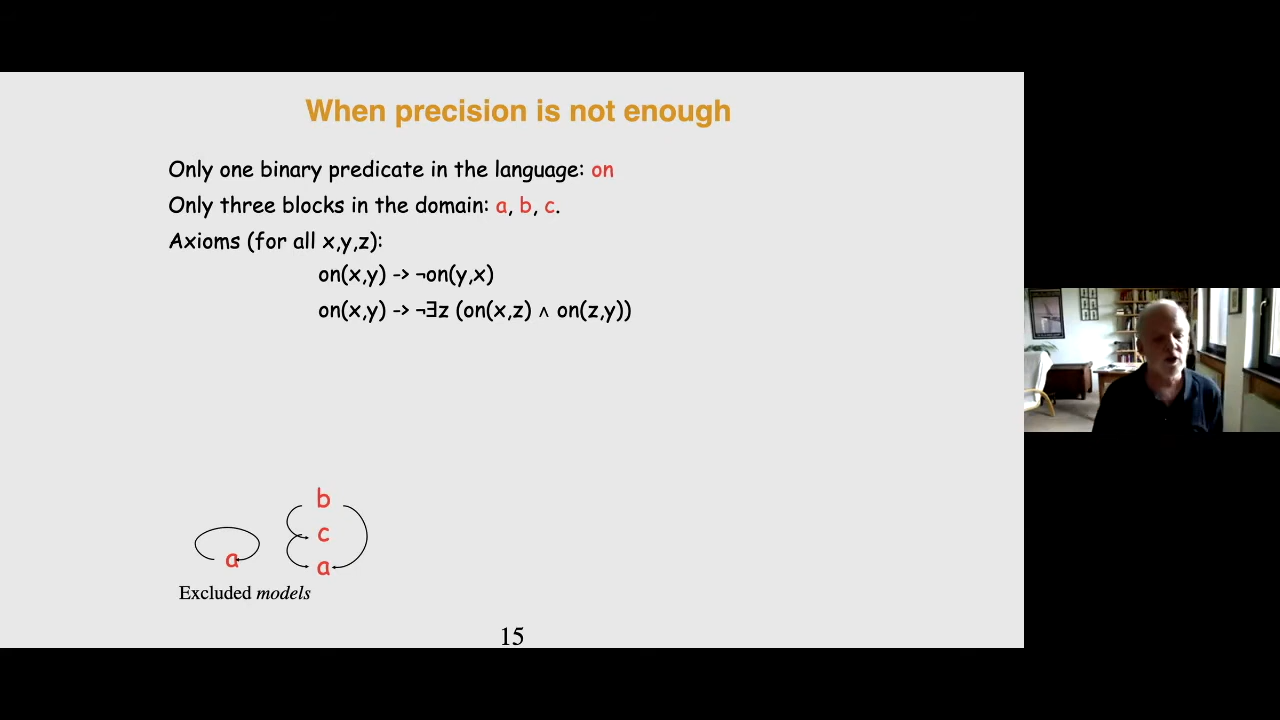 When precision is not enough
Only one binary predicate in the language: on
Only three blocks in the domain: a, b, c.
Axioms (for all x,y,z):
on(x,y) -> ¬on(y,x)
on(x,y) -> ¬∃z (on(x,z) ∧ on(z,y))
b
c
a
a
Excluded models
15